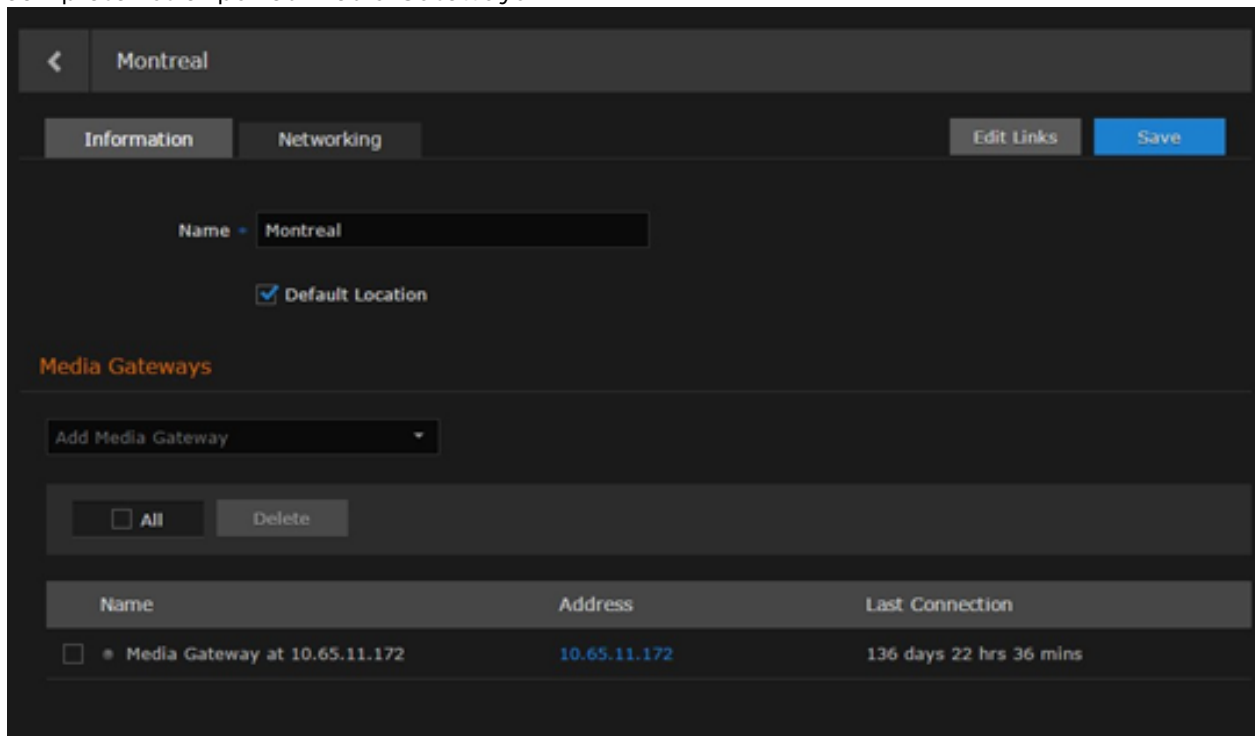 Montreal
Information Networking Edit Links Save
Name Montreal
Default Location
Media Gateways
Add Media Gateway
All Delete
Name Address Last Connection
Media Gateway at 10.65.11.172 10.65.11.172 136 days 22 hrs 36 mins